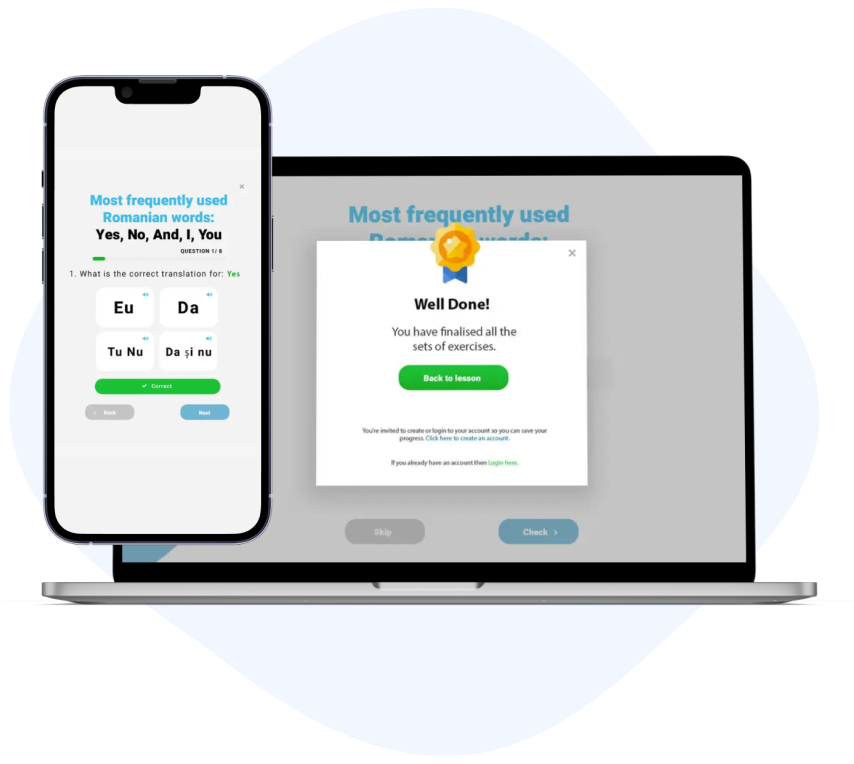 Most frequently used
Romanian words:
Yes, No, And, I, You
QUESTION 1/ 8
1. What is the correct translation for: Yes
Eu
Da
Tu Nu
Da și nu
Correct
Back
Next
Most frequently used
Romanian words:
Well Done!
You have finalised all the
sets of exercises.
Back to lesson
You're invited to create or login to your account so you can save your
progress. Click here to create an account.
If you already have an account then Login here.
Skip
Check >